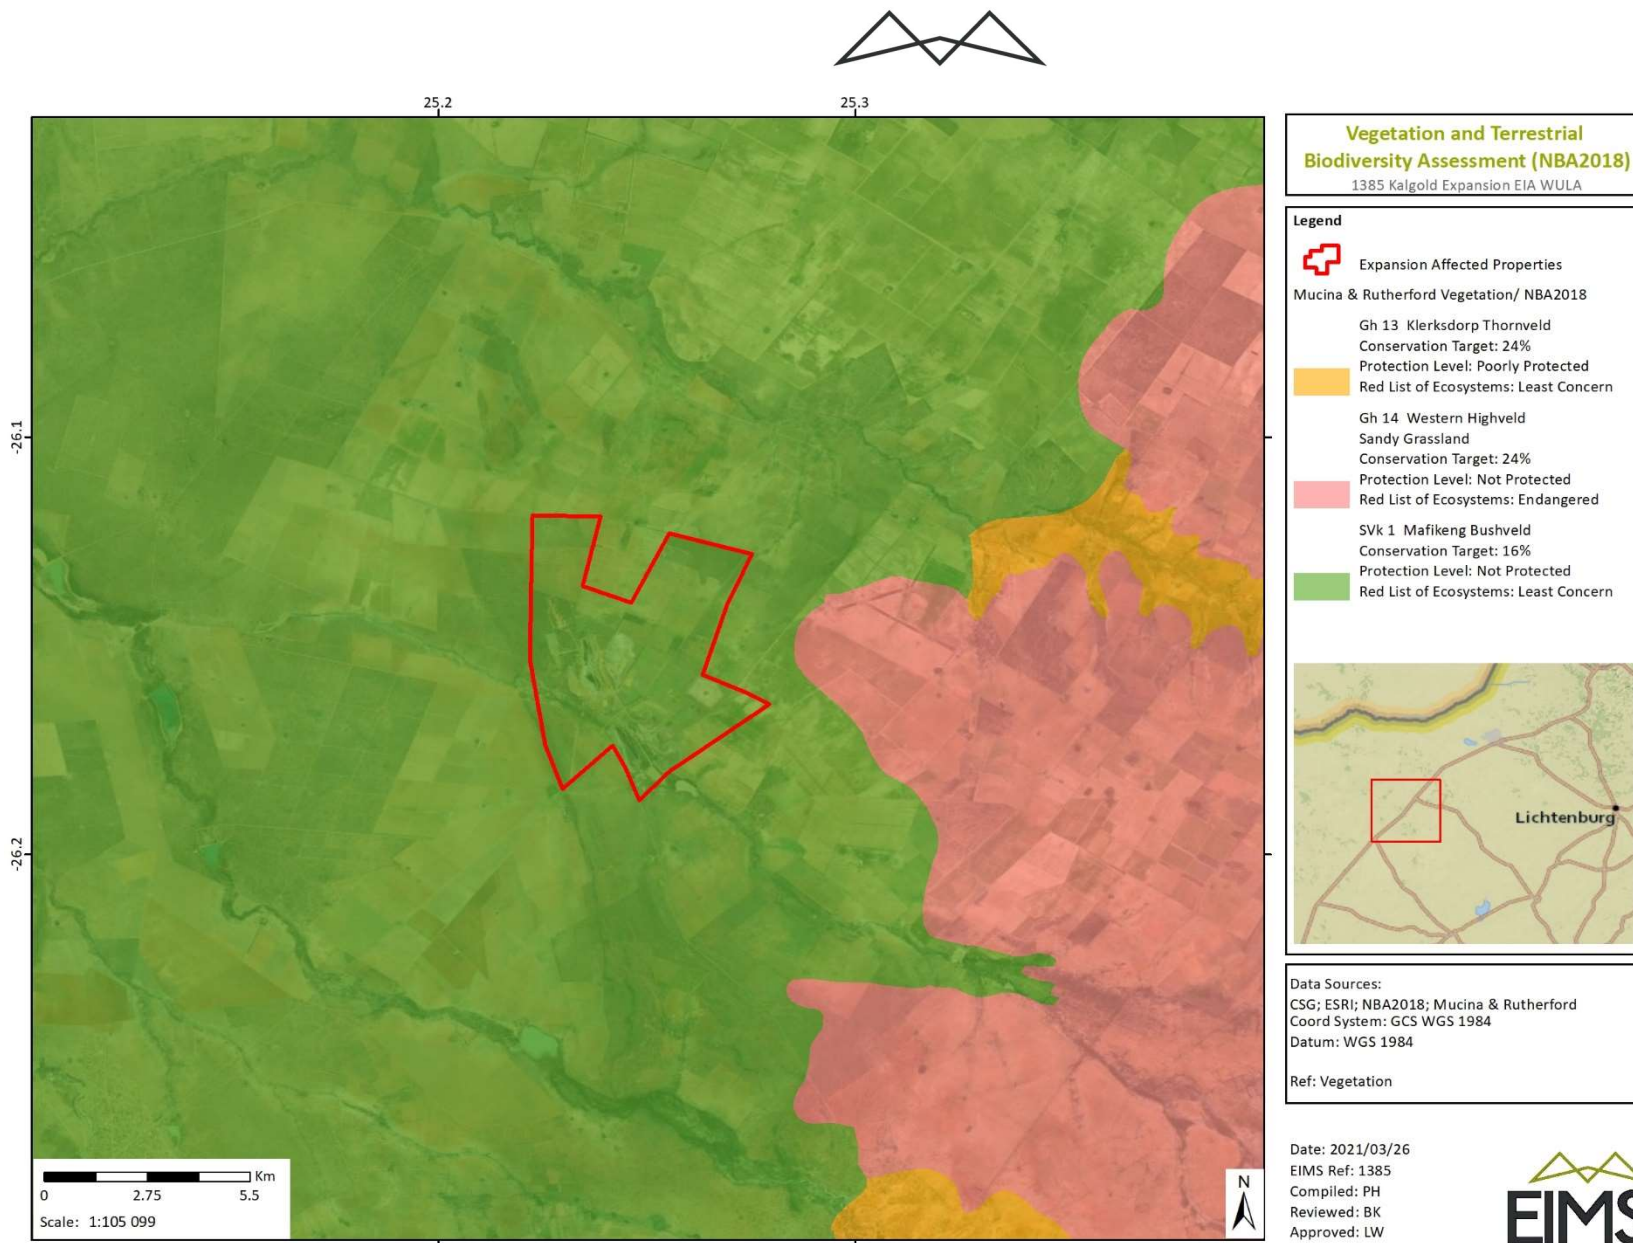 25.2
25.3
-26.1
-26.2
Km
0
2.75
5.5
Scale: 1:105 099
N
Vegetation and Terrestrial
Biodiversity Assessment (NBA2018)
1385 Kalgold Expansion EIA WULA
Legend
Expansion Affected Properties
Mucina & Rutherford Vegetation/ NBA2018
Gh 13 Klerksdorp Thornveld
Conservation Target: 24%
Protection Level: Poorly Protected
Red List of Ecosystems: Least Concern
Gh 14 Western Highveld
Sandy Grassland
Conservation Target: 24%
Protection Level: Not Protected
Red List of Ecosystems: Endangered
SVk 1 Mafikeng Bushveld
Conservation Target: 16%
Protection Level: Not Protected
Red List of Ecosystems: Least Concern
Lichtenburg
Data Sources:
CSG; ESRI; NBA2018; Mucina & Rutherford
Coord System: GCS WGS 1984
Datum: WGS 1984
Ref: Vegetation
Date: 2021/03/26
EIMS Ref: 1385
Compiled: PH
Reviewed: BK
Approved: LW
EIMS